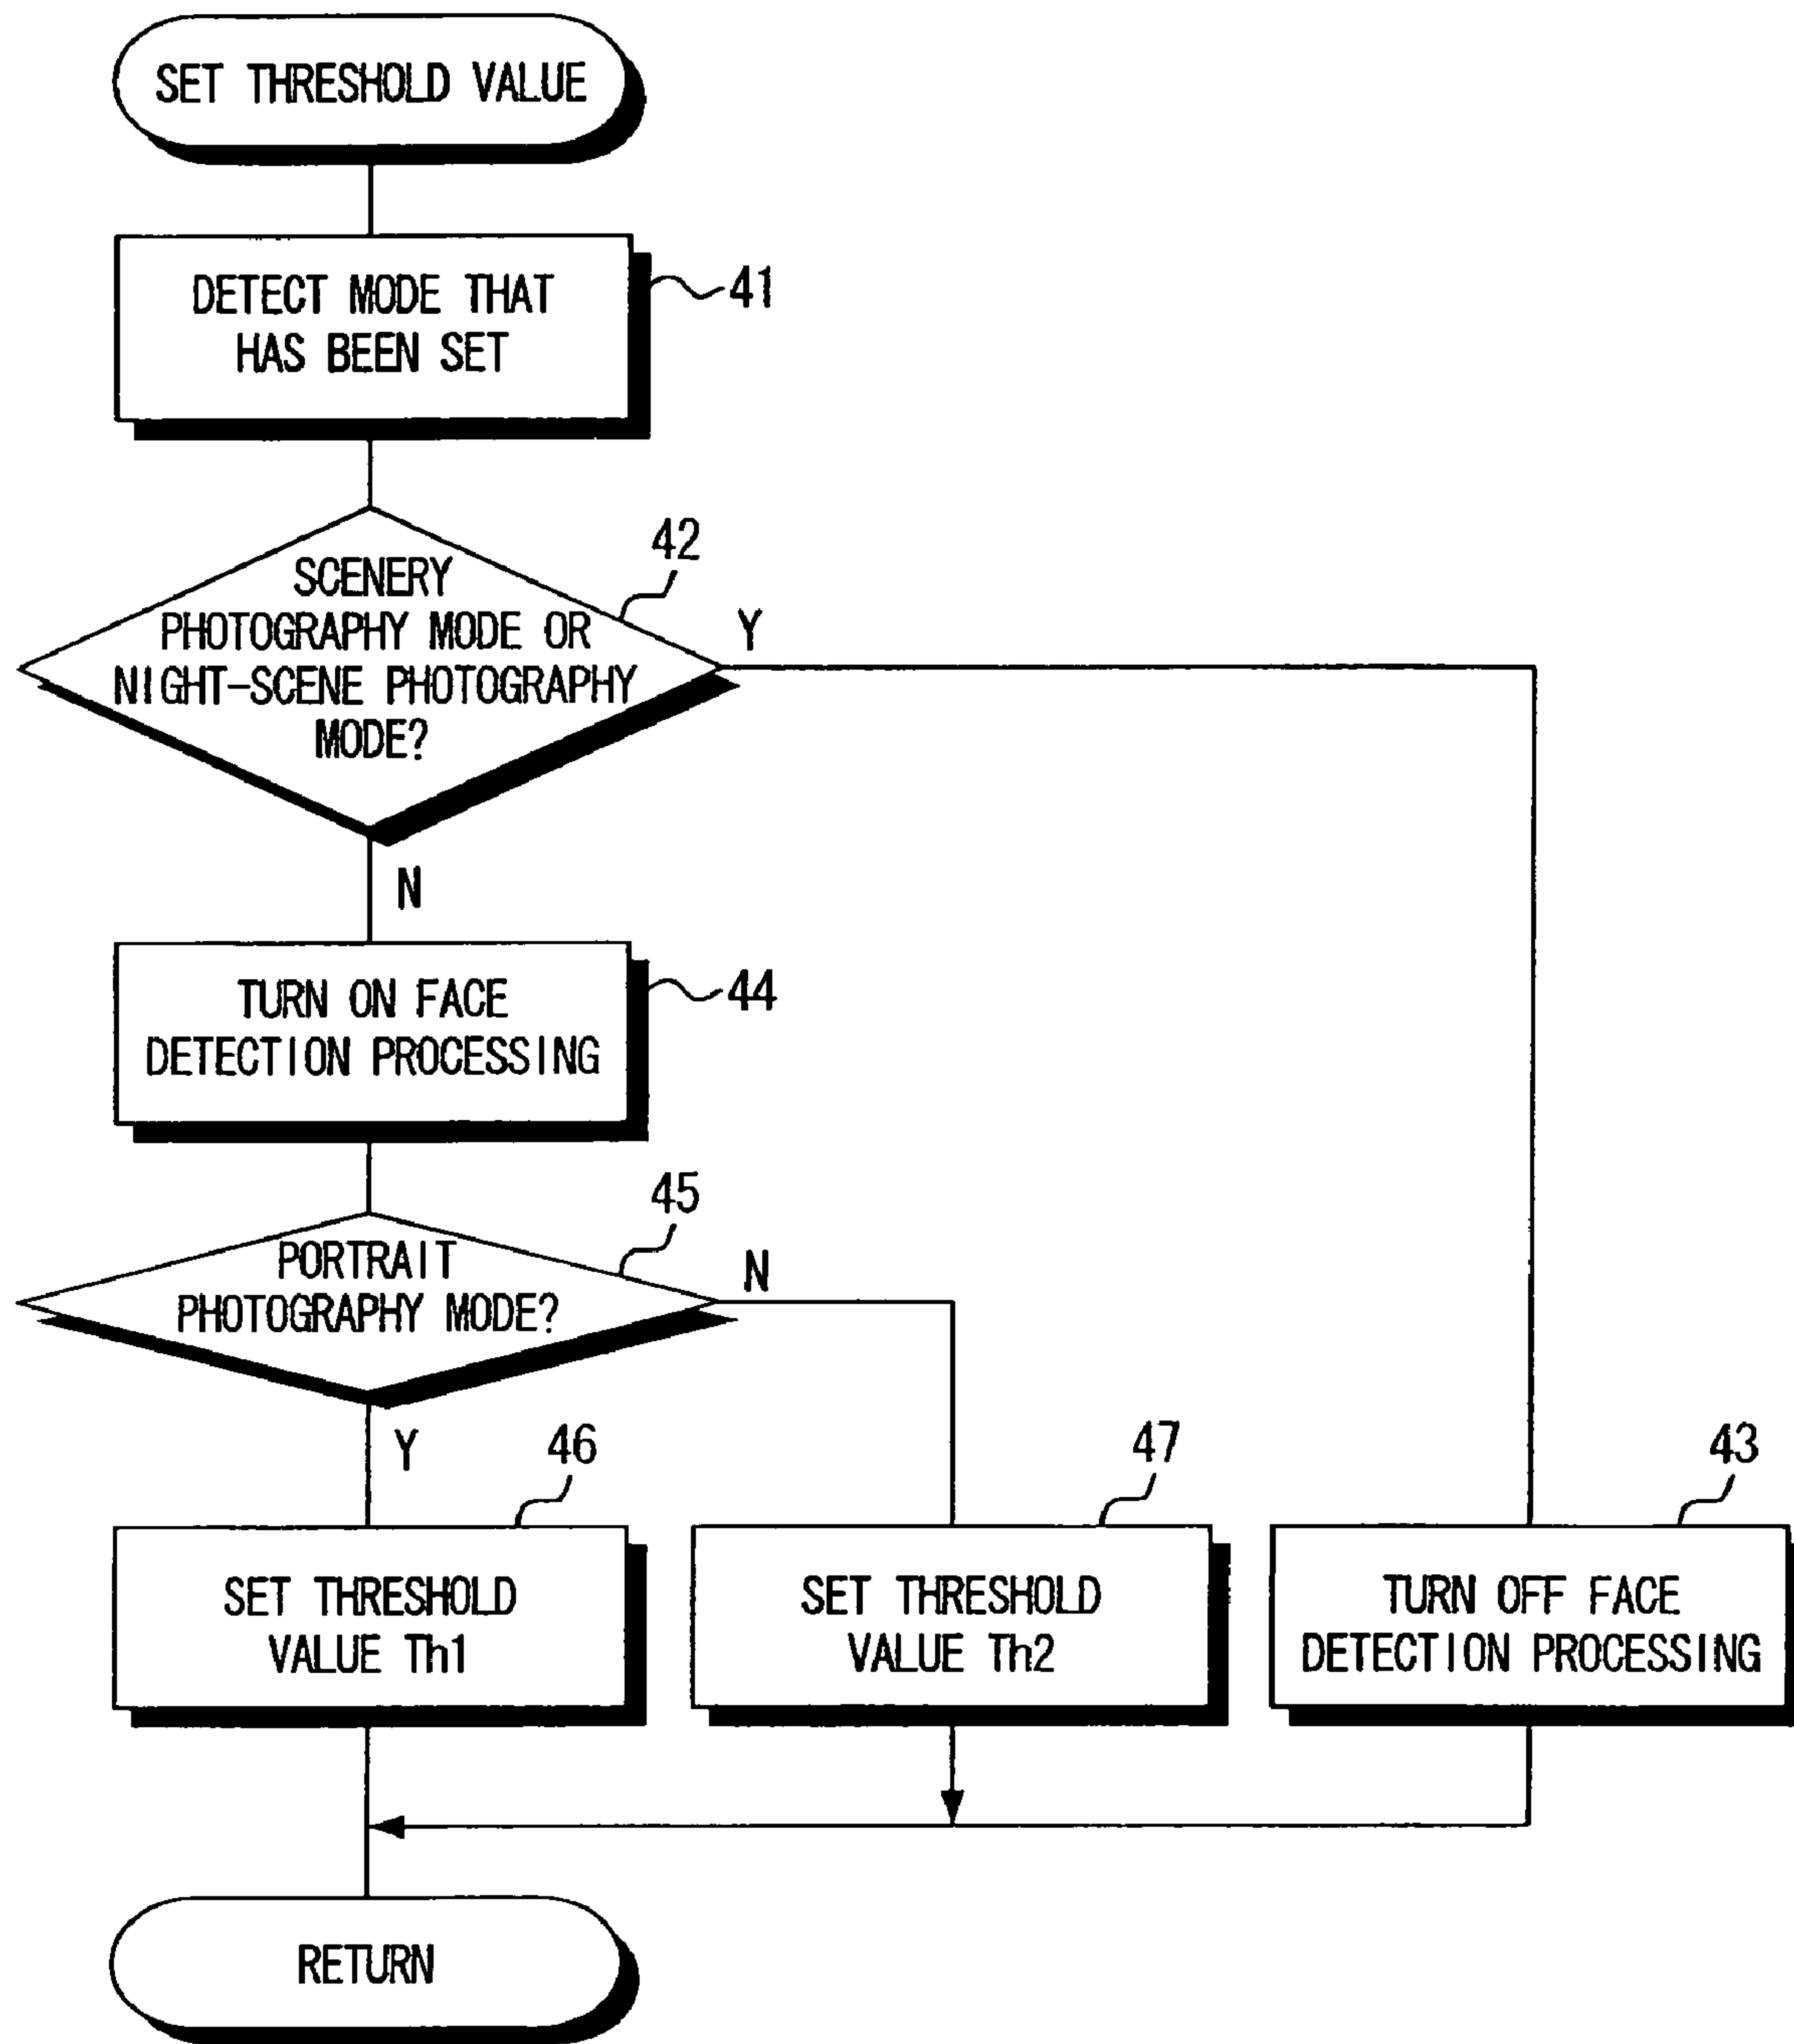 SET THRESHOLD VALUE
DETECT MODE THAT
HAS BEEN SET
41
42
SCENERY
PHOTOGRAPHY MODE OR
NIGHT-SCENE PHOTOGRAPHY
MODE?
Y
N
TURN ON FACE
DETECTION PROCESSING
44
45
PORTRAIT
PHOTOGRAPHY MODE?
N
Y
46
SET THRESHOLD
VALUE Th1
47
SET THRESHOLD
VALUE Th2
43
TURN OFF FACE
DETECTION PROCESSING
RETURN